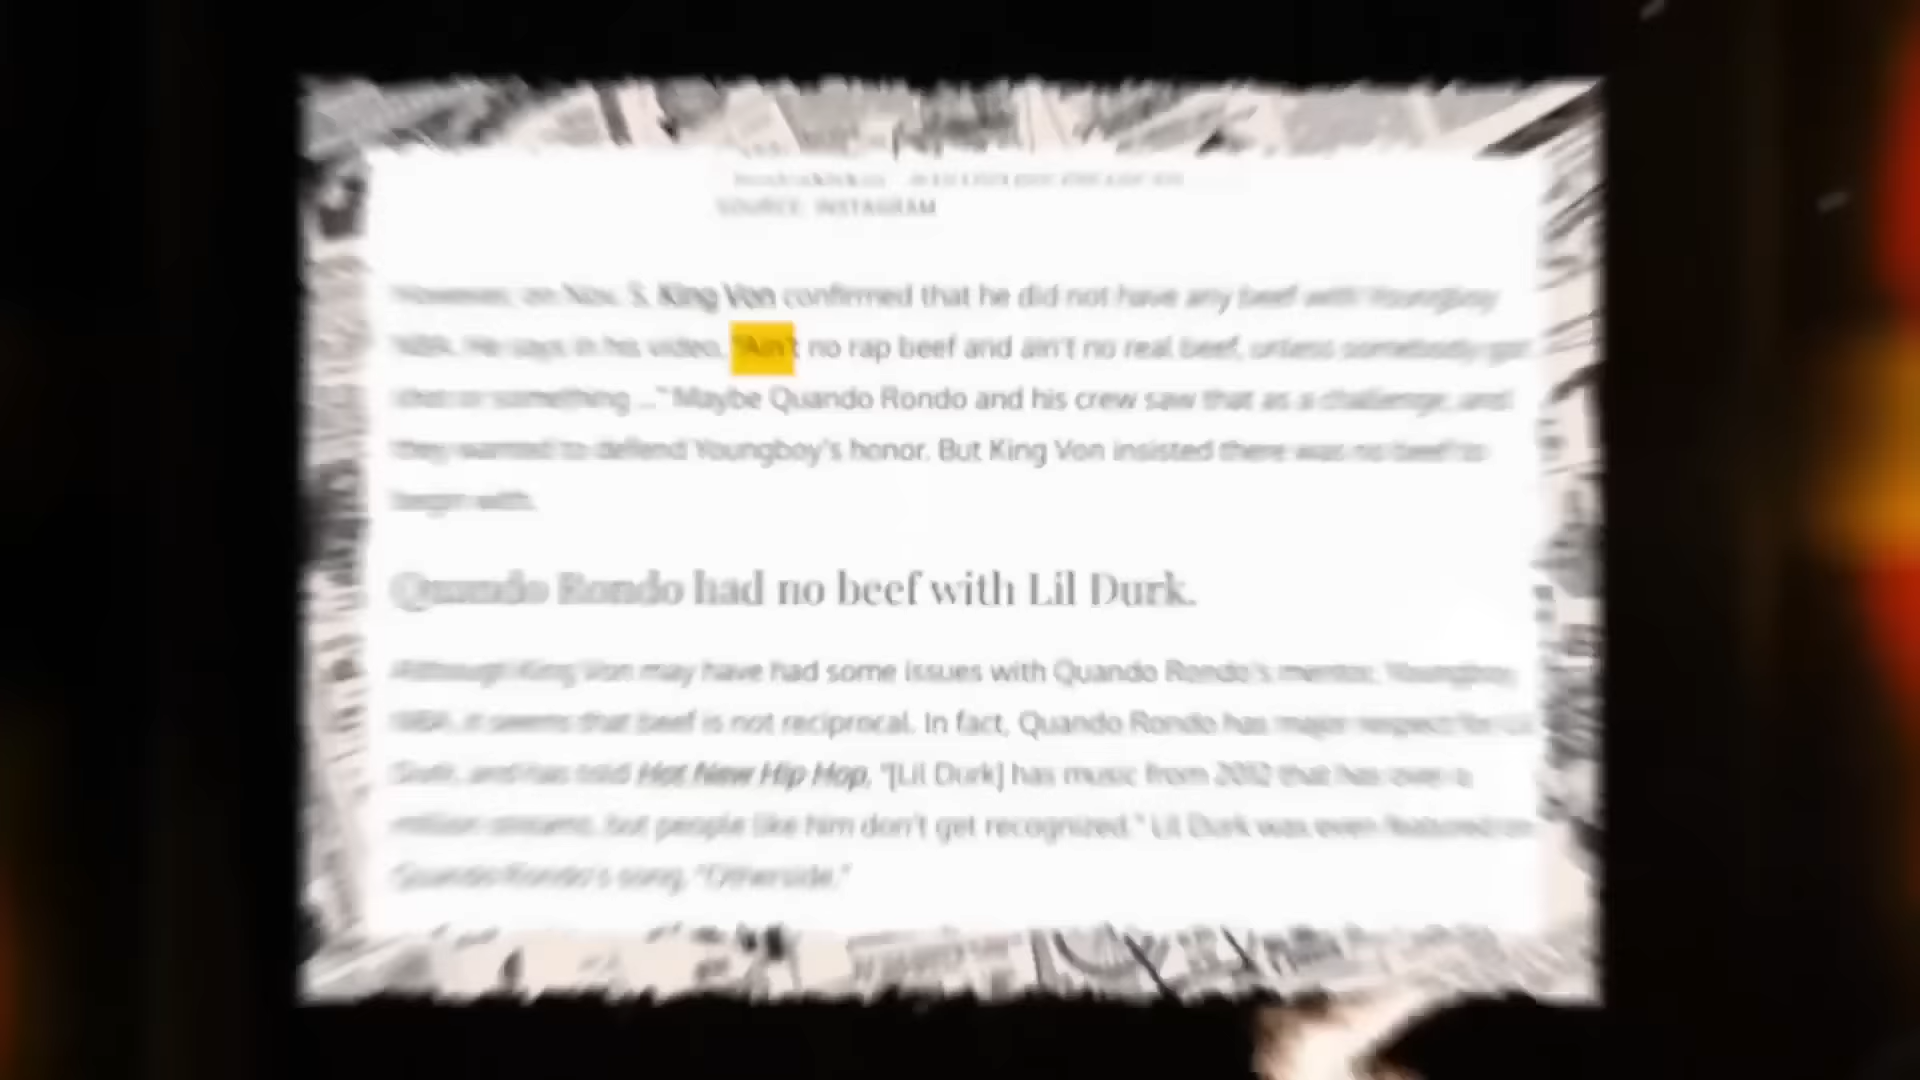 SOURCE: INSTAGRAM
However, on Nov. 5, King Von confirmed that he did not have any beef with Youngboy
NBA. He says in his video, "Ain't no rap beef and ain't no real beef, unless somebody got
shot or something ..." Maybe Quando Rondo and his crew saw that as a challenge, and
they wanted to defend Youngboy's honor. But King Von insisted there was no beef to
begin with.
Quando Rondo had no beef with Lil Durk.
Although King Von may have had some issues with Quando Rondo's mentor, Youngboy
NBA, it seems that beef is not reciprocal. In fact, Quando Rondo has major respect for Lil
Durk, and has told Hot New Hip Hop, "[Lil Durk] has music from 2012 that has over a
million streams, but people like him don't get recognized." Lil Durk was even featured on
Quando Rondo's song, "Otherside."